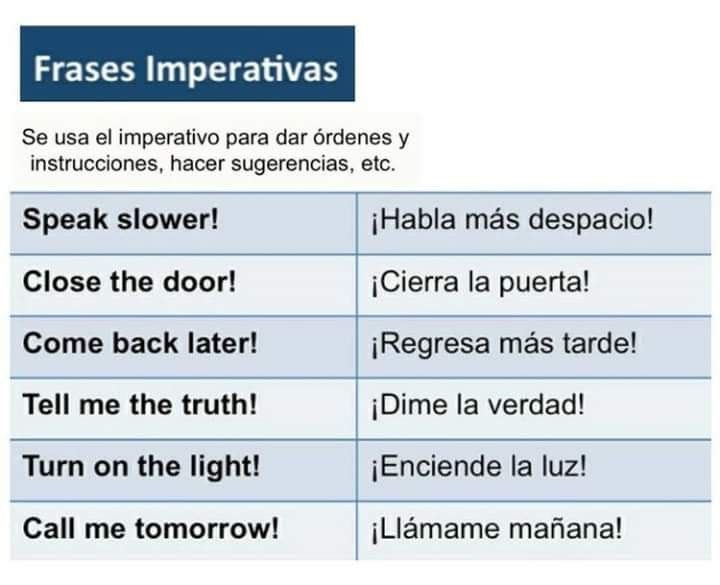 Frases Imperativas
Se usa el imperativo para dar órdenes y
instrucciones, hacer sugerencias, etc.
Speak slower! ¡Habla más despacio!
Close the door! ¡Cierra la puerta!
Come back later! ¡Regresa más tarde!
Tell me the truth! ¡Dime la verdad!
Turn on the light! ¡Enciende la luz!
Call me tomorrow! ¡Llámame mañana!